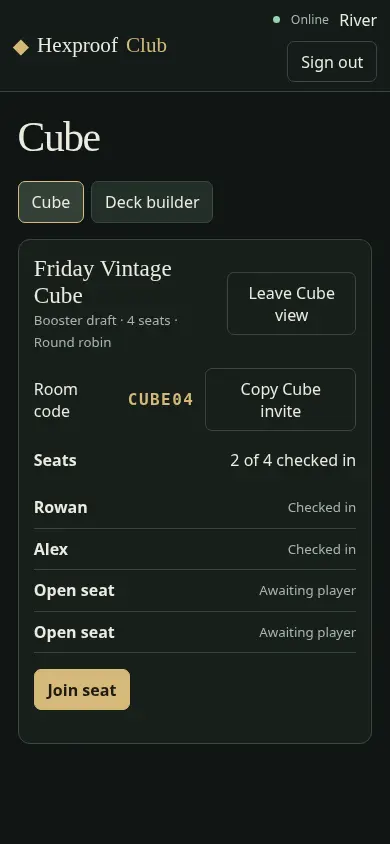 Online River
Hexproof Club
Sign out
Cube
Cube Deck builder
Friday Vintage
Cube
Booster draft · 4 seats ·
Round robin
Leave Cube
view
Room
code
CUBE04
Copy Cube
invite
Seats 2 of 4 checked in
Rowan Checked in
Alex Checked in
Open seat Awaiting player
Open seat Awaiting player
Join seat